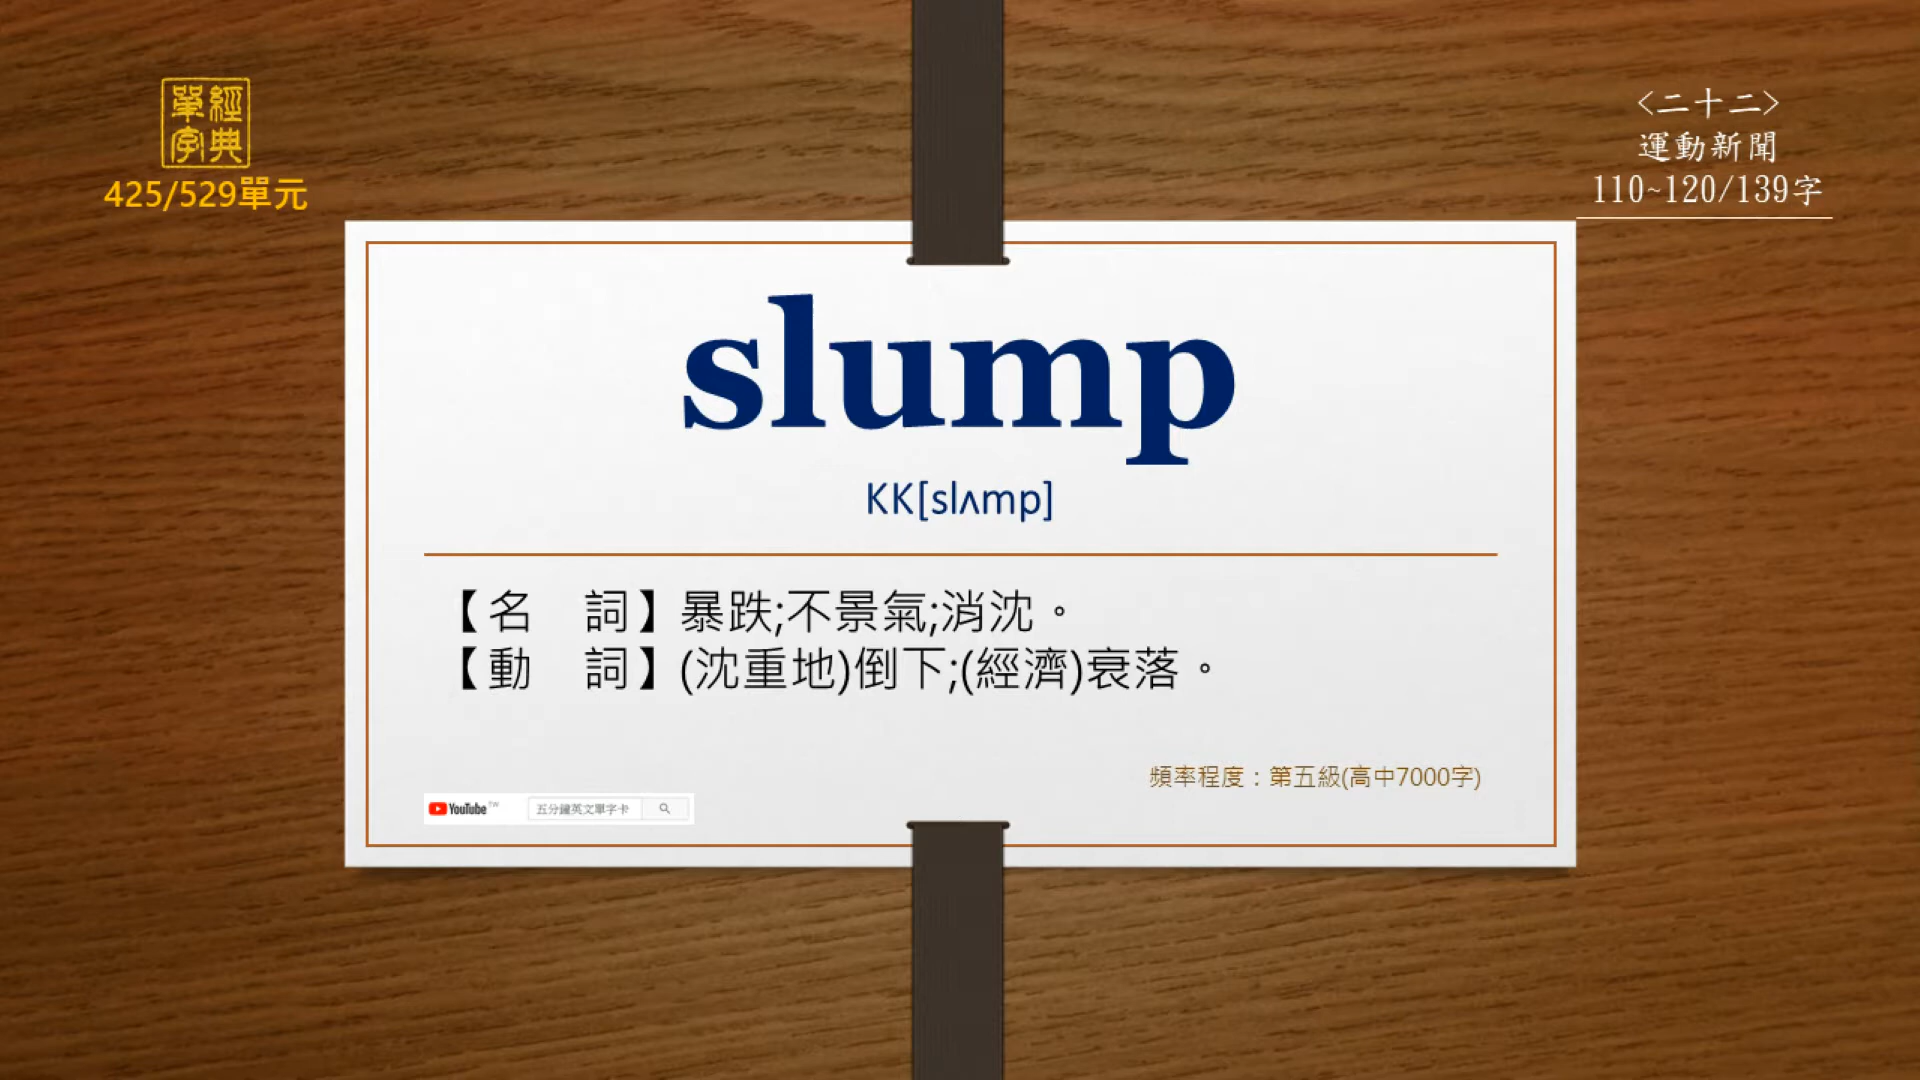 經典
單字
425/529單元
<二十二>
運動新聞
110~120/139字
slump
KK[slʌmp]
【名　詞】暴跌;不景氣;消沈。
【動　詞】(沈重地)倒下;(經濟)衰落。
頻率程度：第五級(高中7000字)
YouTube TW 五分鐘英文單字卡